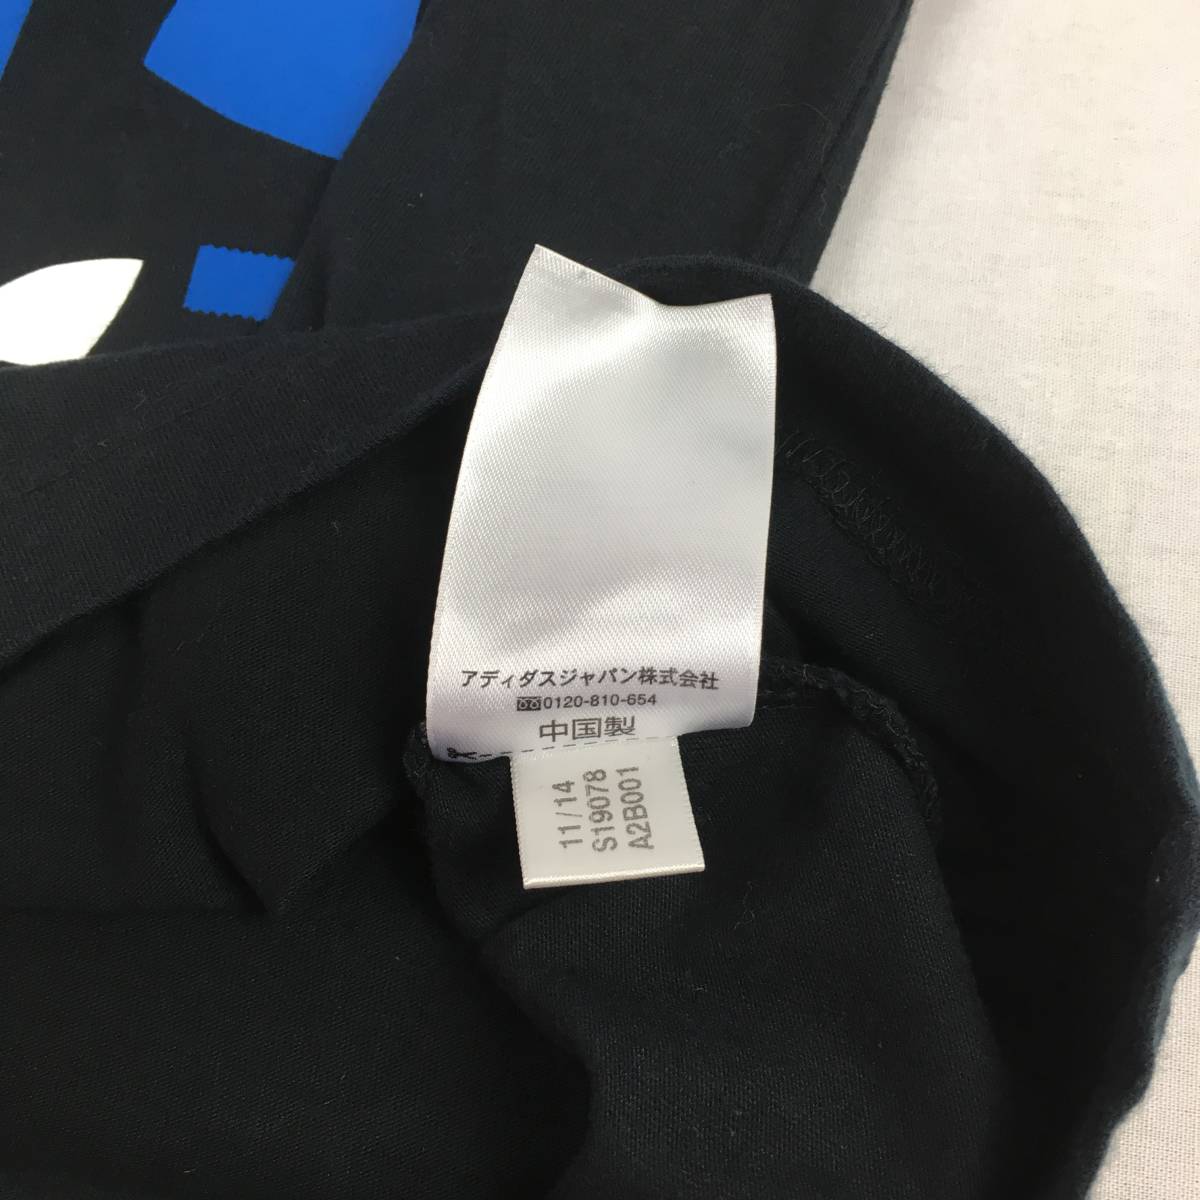 アディダスジャパン株式会社
0120-810-654
中国製
11/14
S19078
A2B001